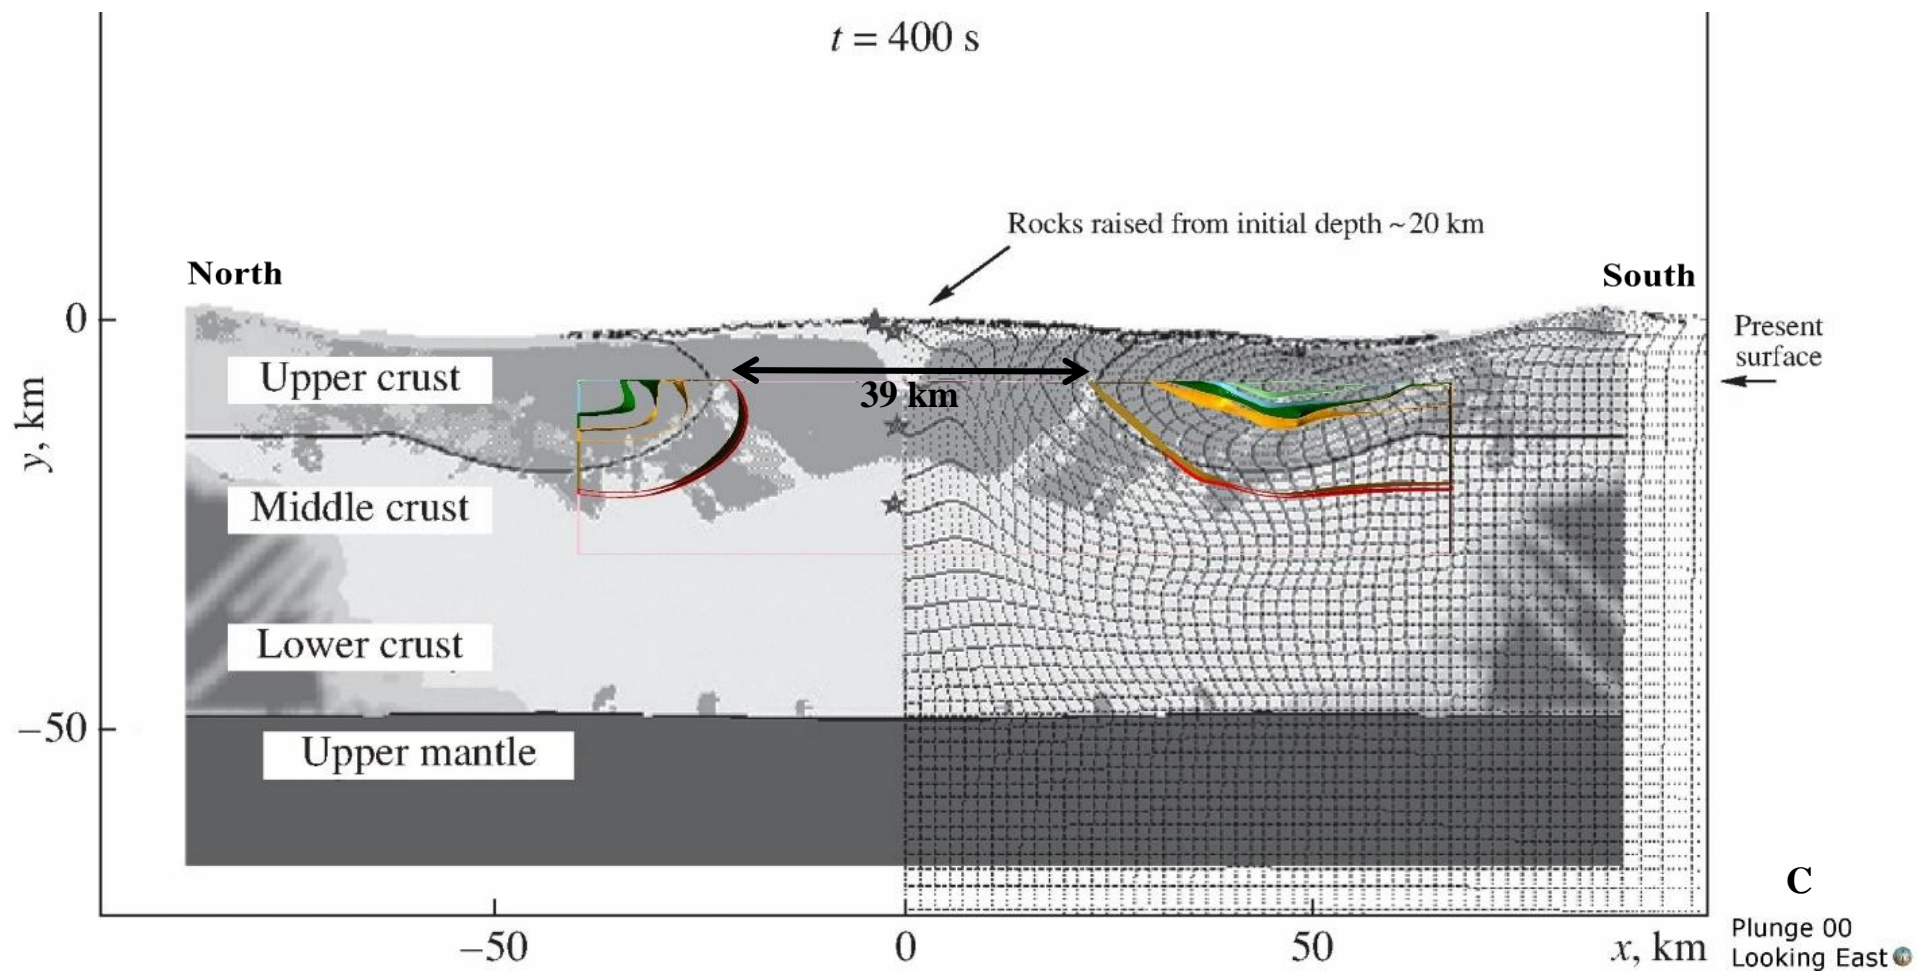 t = 400 s
Rocks raised from initial depth ~20 km
North
South
0
Present
surface
Upper crust
39 km
y, km
Middle crust
Lower crust
–50
Upper mantle
C
–50
0
50
x, km
Plunge 00
Looking East